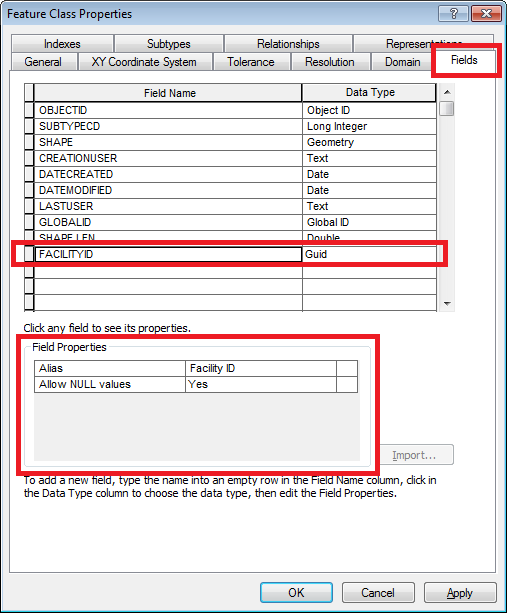 Feature Class Properties
Indexes Subtypes Relationships Representations
General XY Coordinate System Tolerance Resolution Domain Fields
Field Name Data Type
OBJECTID Object ID
SUBTYPECD Long Integer
SHAPE Geometry
CREATIONUSER Text
DATECREATED Date
DATEMODIFIED Date
LASTUSER Text
GLOBALID Global ID
SHAPE.LEN Double
FACILITYID Guid
Click any field to see its properties.
Field Properties
Alias Facility ID
Allow NULL values Yes
Import...
To add a new field, type the name into an empty row in the Field Name column, click in
the Data Type column to choose the data type, then edit the Field Properties.
OK Cancel Apply